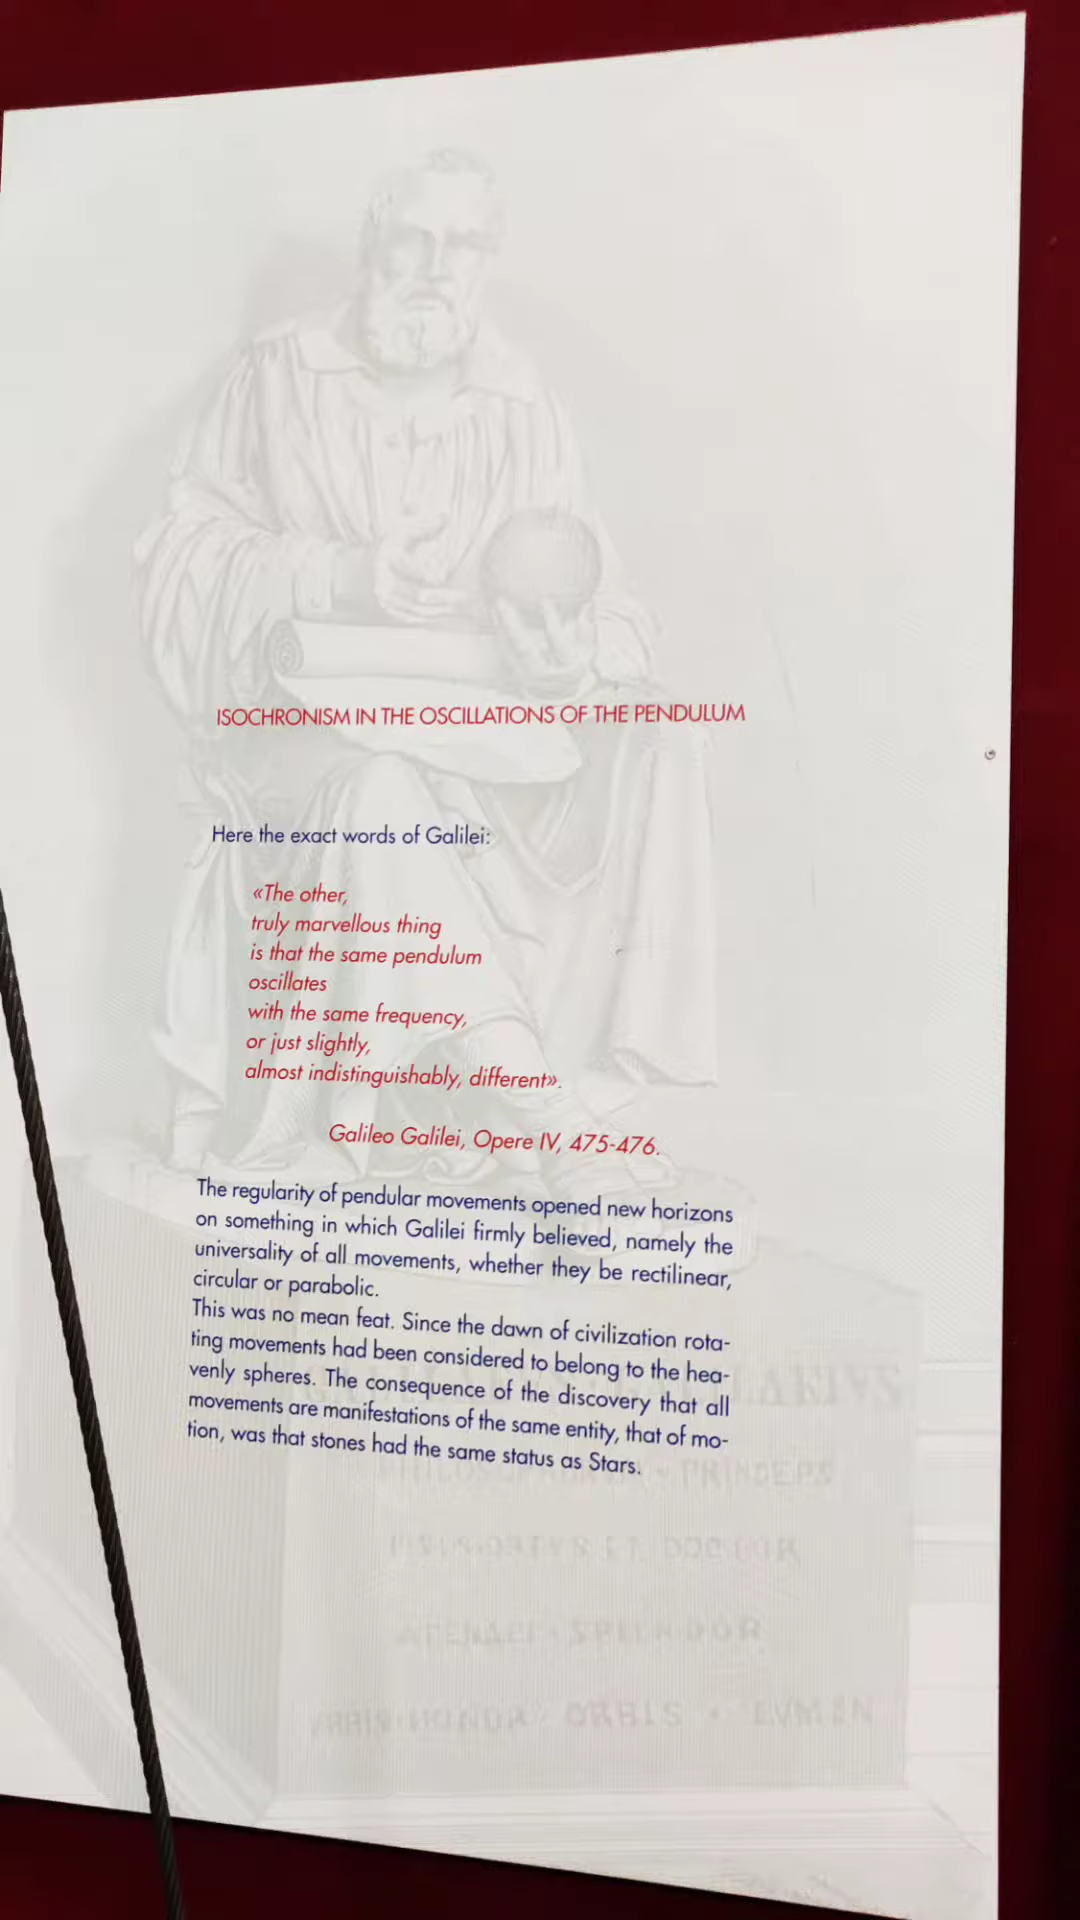 ISOCHRONISM IN THE OSCILLATIONS OF THE PENDULUM
Here the exact words of Galilei:
«The other,
truly marvellous thing
is that the same pendulum
oscillates
with the same frequency,
or just slightly,
almost indistinguishably, different».
Galileo Galilei, Opere IV, 475-476.
The regularity of pendular movements opened new horizons
on something in which Galilei firmly believed, namely the
universality of all movements, whether they be rectilinear,
circular or parabolic.
This was no mean feat. Since the dawn of civilization rota-
ting movements had been considered to belong to the hea-
venly spheres. The consequence of the discovery that all
movements are manifestations of the same entity, that of mo-
tion, was that stones had the same status as Stars.
PRINCEPS
ORBIS